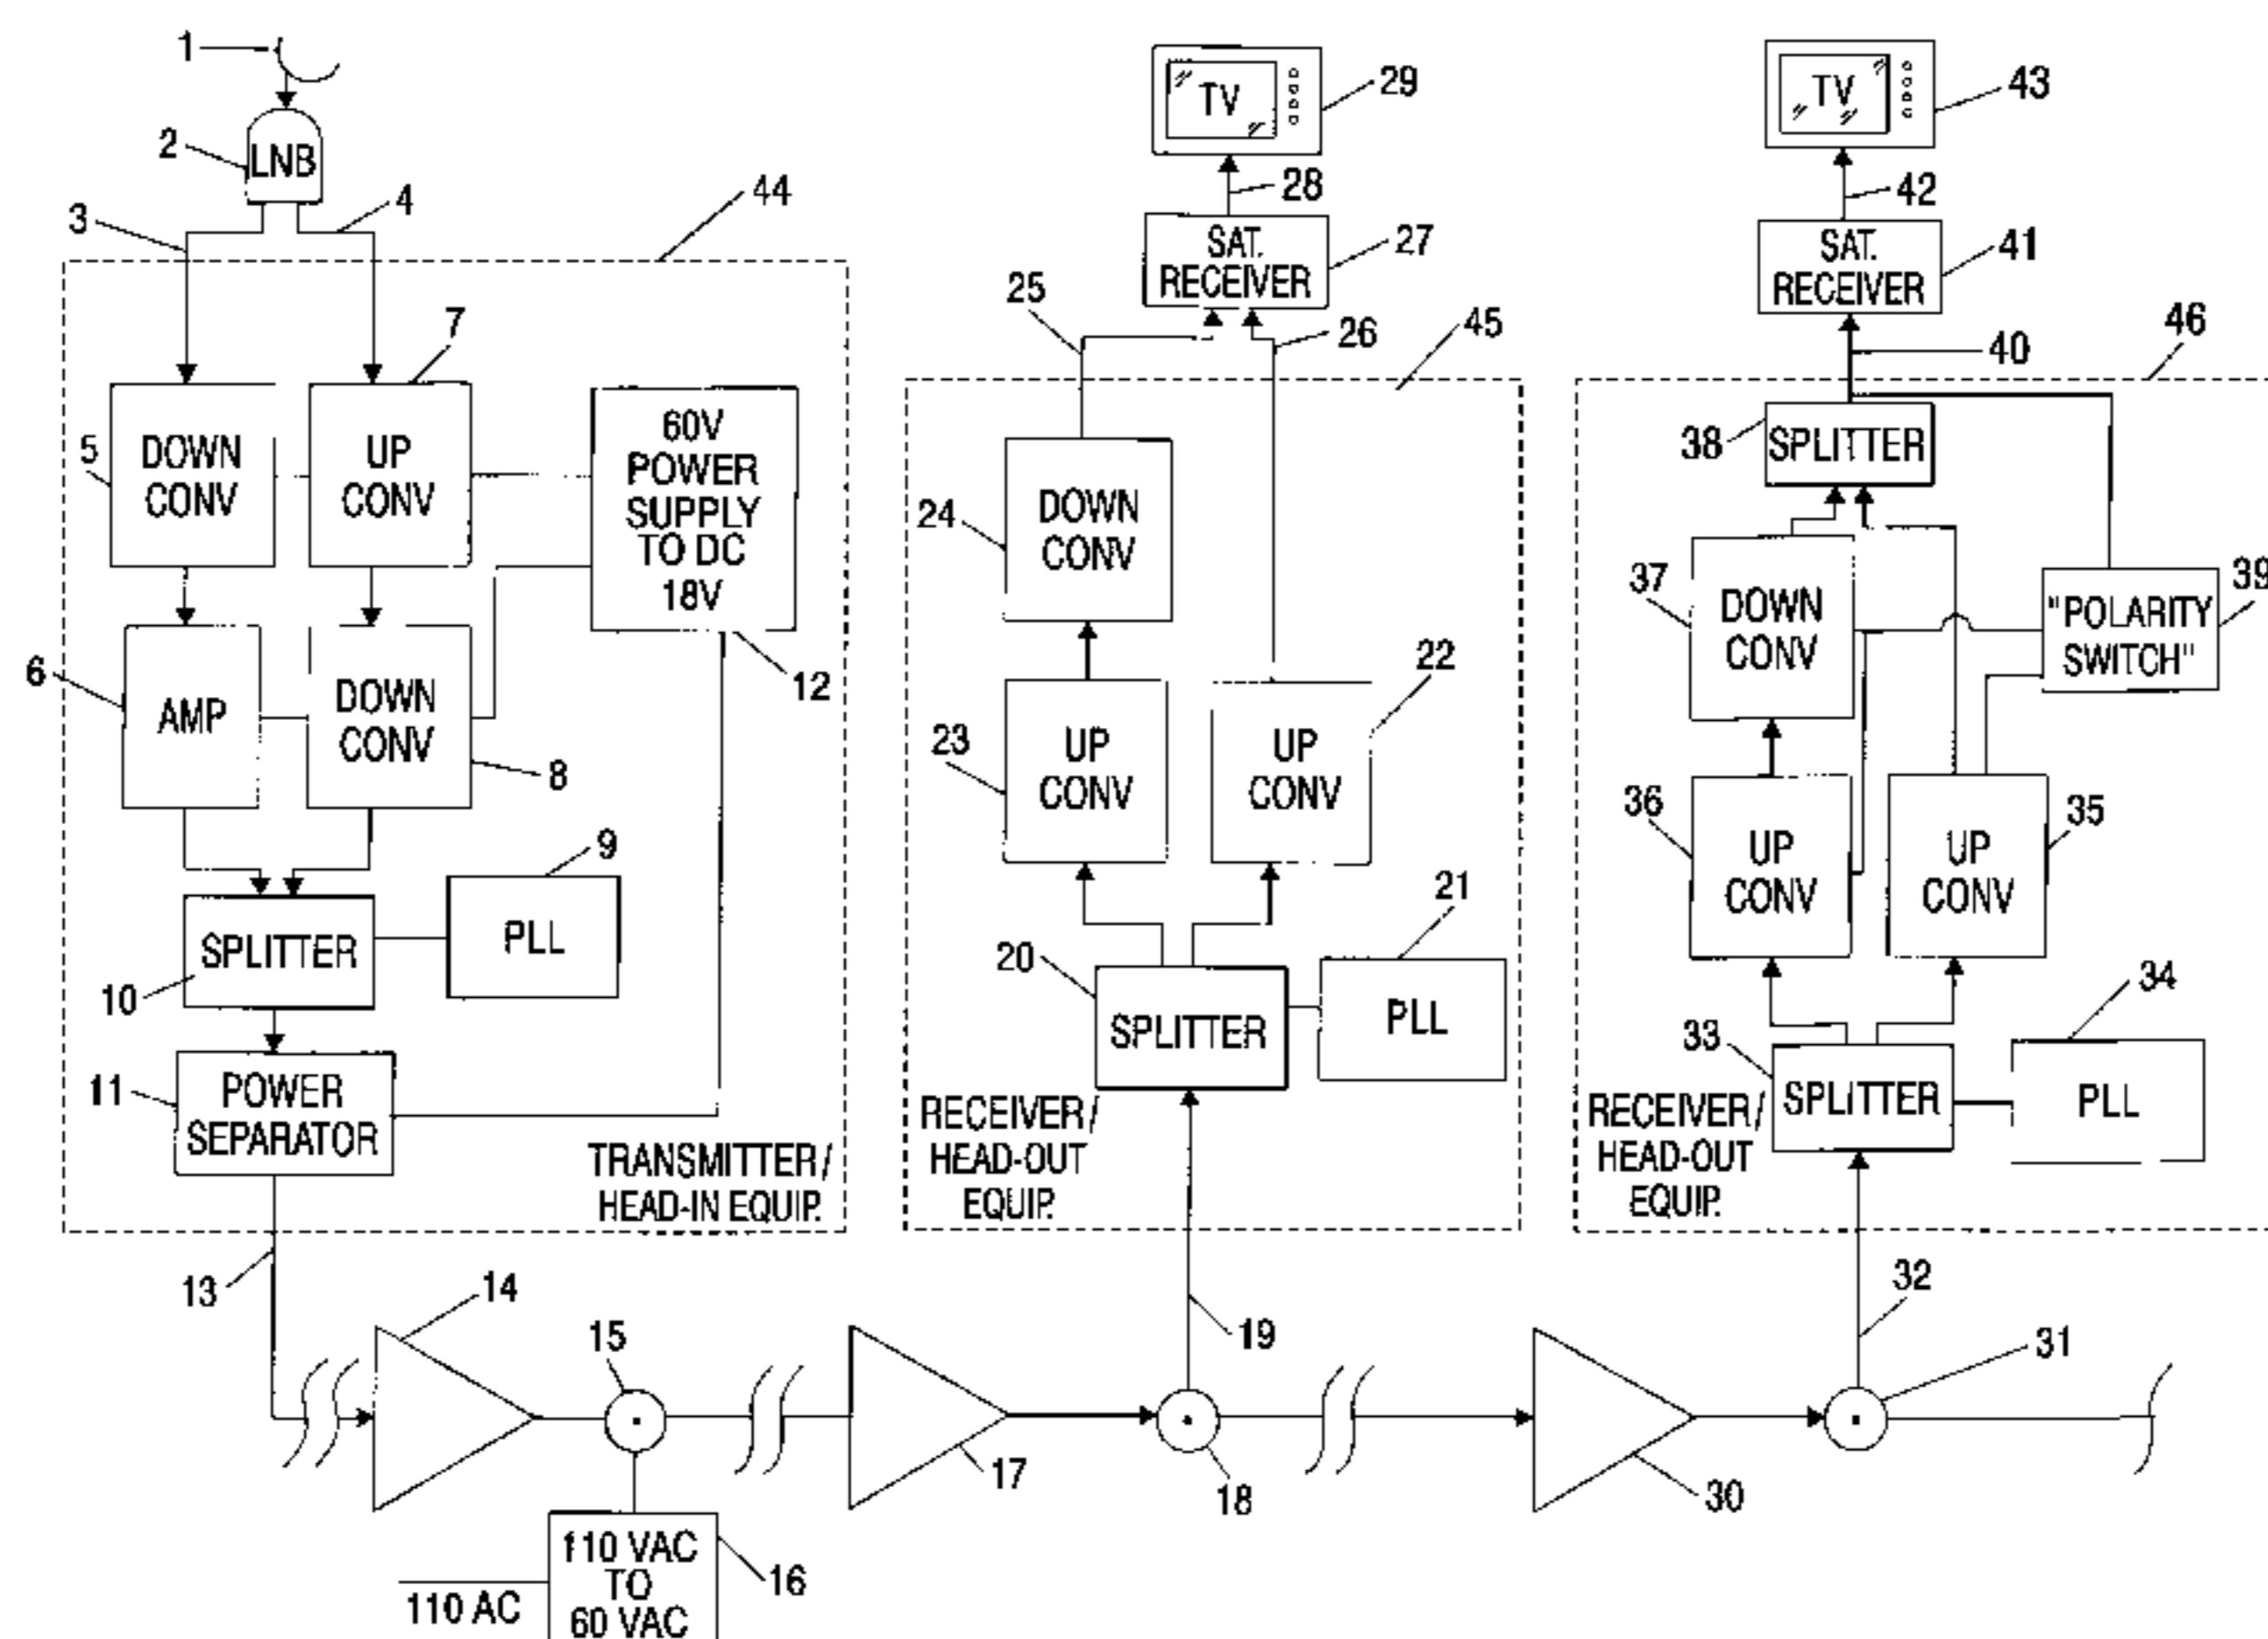 1
2
LNB
3
4
44
5
DOWN
CONV
7
UP
CONV
60V
POWER
SUPPLY
TO DC
18V
12
6
AMP
DOWN
CONV
8
9
PLL
SPLITTER
10
11
POWER
SEPARATOR
TRANSMITTER/
HEAD-IN EQUIP.
13
14
15
110 AC
110 VAC
TO
60 VAC
16
17
18
19
TV
29
28
SAT.
RECEIVER
27
25
26
45
24
DOWN
CONV
23
UP
CONV
22
UP
CONV
20
SPLITTER
21
PLL
RECEIVER/
HEAD-OUT
EQUIP.
TV
43
42
SAT.
RECEIVER
41
40
46
38
SPLITTER
37
DOWN
CONV
"POLARITY
SWITCH"
39
36
UP
CONV
UP
CONV
35
33
SPLITTER
34
PLL
RECEIVER/
HEAD-OUT
EQUIP.
32
31
30